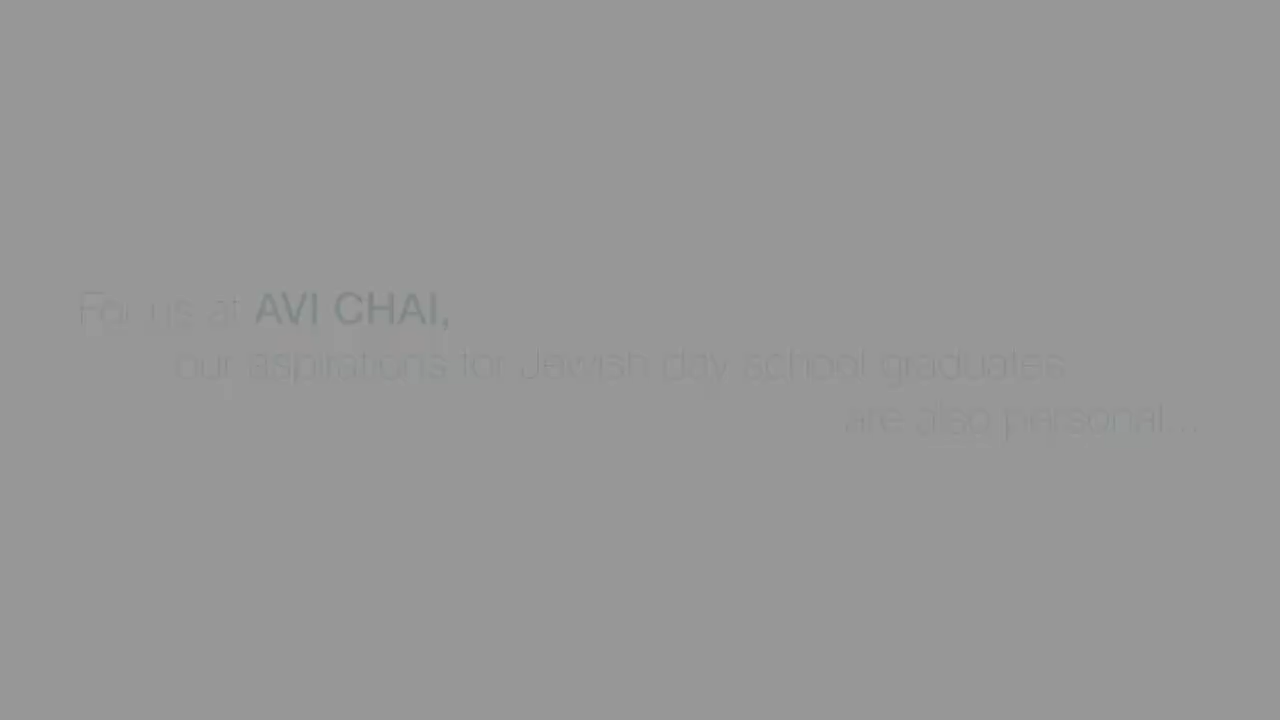 For us at AVI CHAI,
our aspirations for Jewish day school graduates
are also personal...